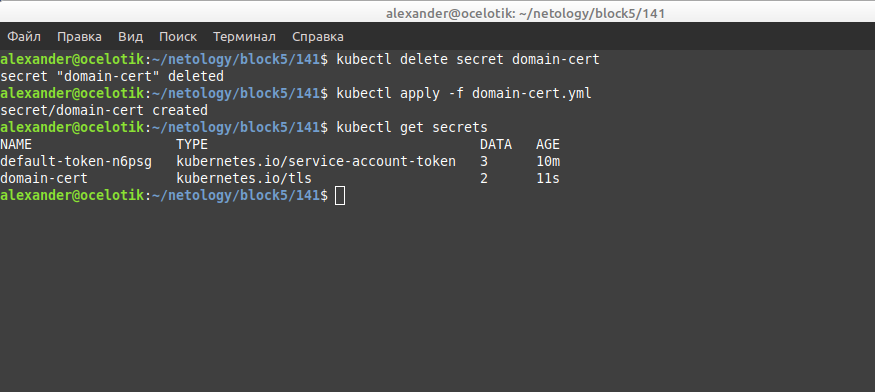 alexander@ocelotik: ~/netology/block5/141
Файл Правка Вид Поиск Терминал Справка
alexander@ocelotik:~/netology/block5/141$ kubectl delete secret domain-cert
secret "domain-cert" deleted
alexander@ocelotik:~/netology/block5/141$ kubectl apply -f domain-cert.yml
secret/domain-cert created
alexander@ocelotik:~/netology/block5/141$ kubectl get secrets
NAME                  TYPE                                  DATA   AGE
default-token-n6psg   kubernetes.io/service-account-token   3      10m
domain-cert           kubernetes.io/tls                     2      11s
alexander@ocelotik:~/netology/block5/141$